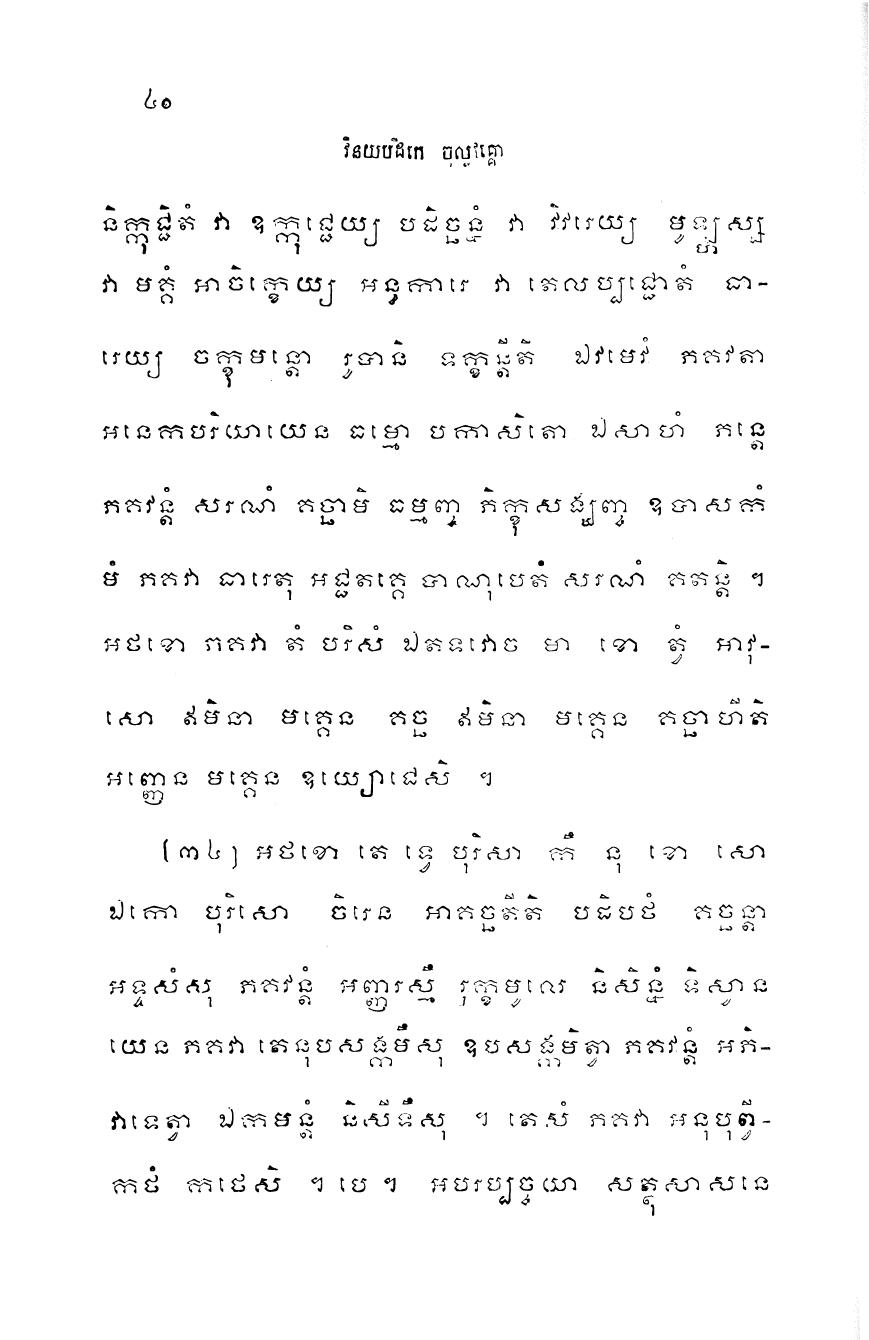 ៤០
វិនយបិដកេ ចុល្លវគ្គោ
និក្កុជ្ជិតំ វា ឧក្កុជ្ជេយ្យ បដិច្ឆន្នំ វា វិវរេយ្យ មូឡ្ហស្ស
វា មគ្គំ អាចិក្ខេយ្យ អន្ធការេ វា តេលប្បជ្ជោតំ ធា-
រេយ្យ ចក្ខុមន្តោ រូបានិ ទក្ខន្តីតិ ឯវមេវំ ភគវតា
អនេកបរិយាយេន ធម្មោ បកាសិតោ ឯសាហំ ភន្តេ
ភគវន្តំ សរណំ គច្ឆាមិ ធម្មញ្ច ភិក្ខុសង្ឃញ្ច ឧបាសកំ
មំ ភគវា ធារេតុ អជ្ជតគ្គេ បាណុបេតំ សរណំ គតន្តិ ។
អថខោ ភគវា តំ បុរិសំ ឯតទវោច មា ខោ ត្វំ អាវុ-
សោ ឥមិនា មគ្គេន គច្ឆ ឥមិនា មគ្គេន គច្ឆាហីតិ
អញ្ញេន មគ្គេន ឧយ្យោជេសិ ។
(៣៤) អថខោ តេ ទ្វេ បុរិសា កឹ នុ ខោ សោ
ឯកោ បុរិសោ ចិរេន អាគច្ឆតីតិ បដិបថំ គច្ឆន្តា
អទ្ទសំសុ ភគវន្តំ អញ្ញតរស្មឹ រុក្ខមូលេ និសិន្នំ ទិស្វាន
យេន ភគវា តេនុបសង្កមឹសុ ឧបសង្កមិត្វា ភគវន្តំ អភិ-
វាទេត្វា ឯកមន្តំ និសីទឹសុ ។ តេសំ ភគវា អនុបុព្វី-
កថំ កថេសិ ។ បេ ។ អបរប្បច្ចយា សត្ថុសាសនេ